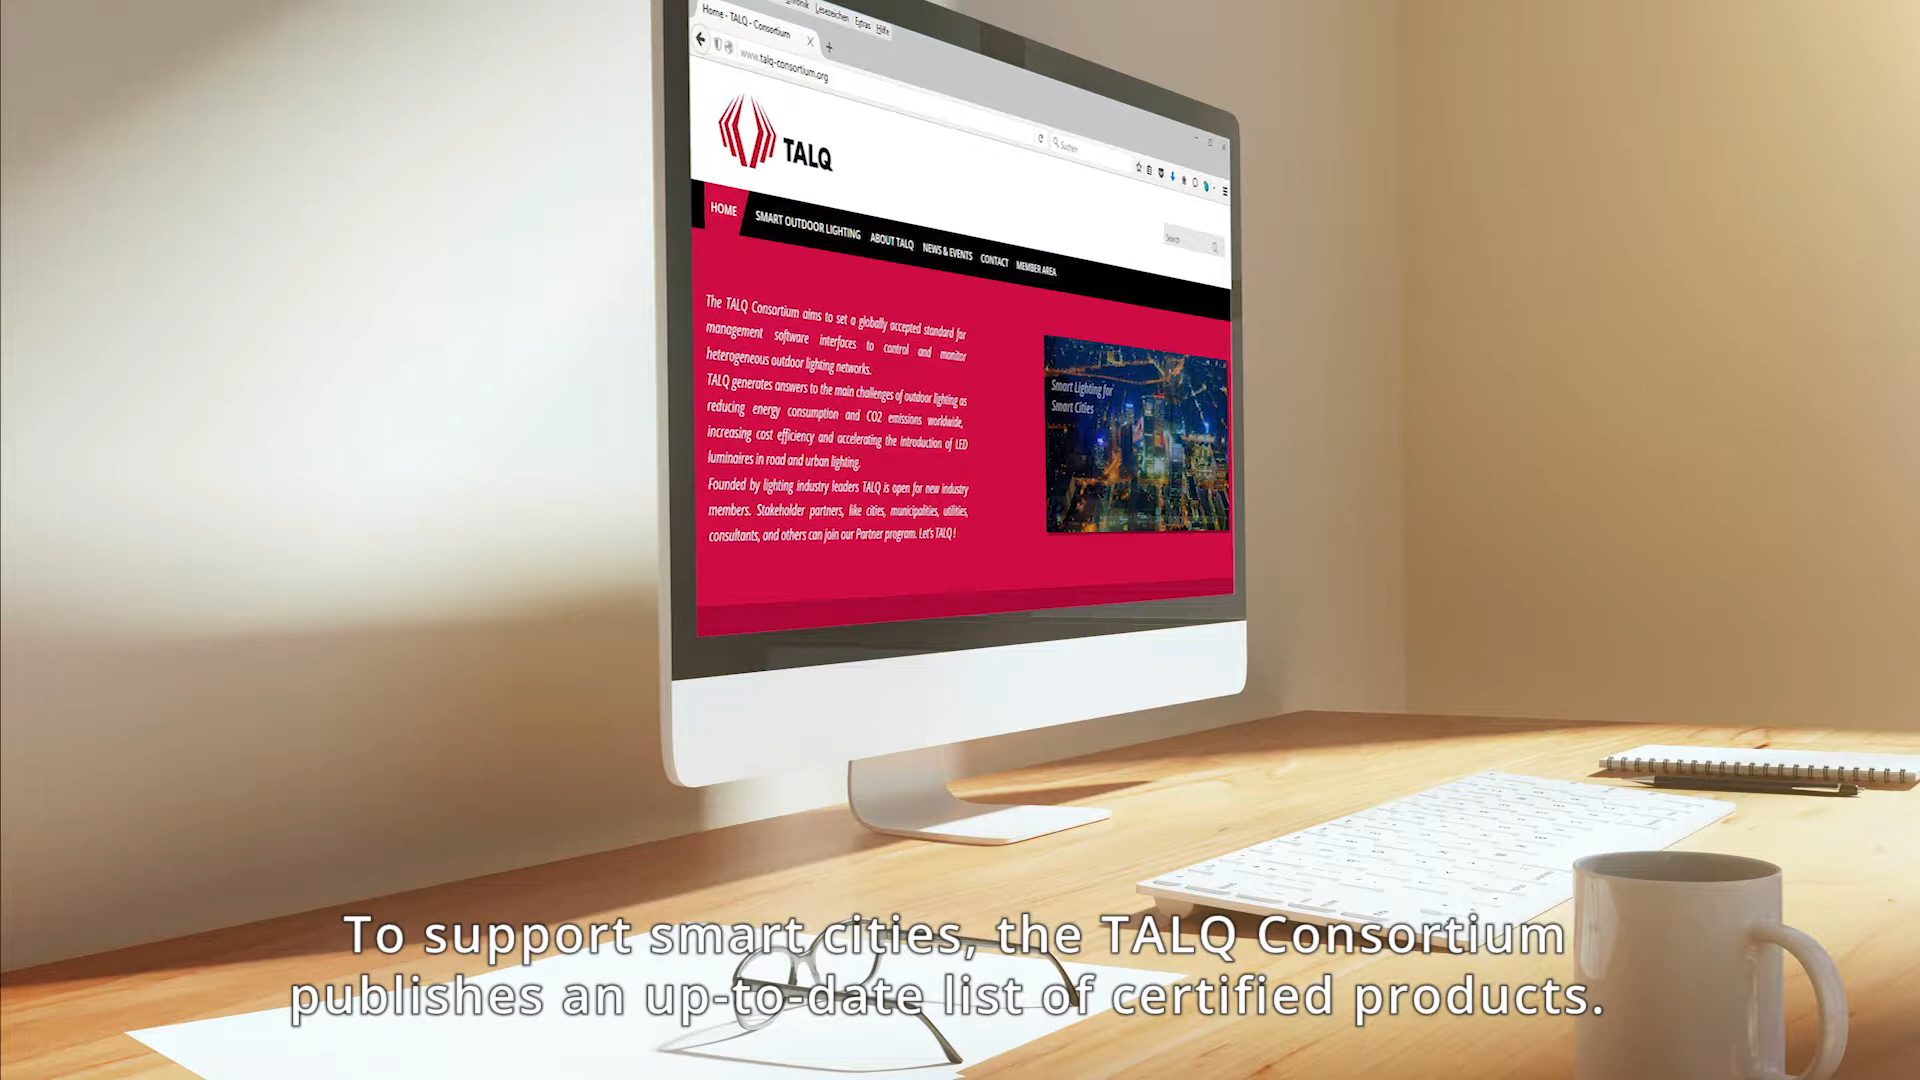 Chronik Lesezeichen Extras Hilfe
Home - TALQ - Consortium
www.talq-consortium.org
Suchen
TALQ
Search
HOME SMART OUTDOOR LIGHTING ABOUT TALQ NEWS & EVENTS CONTACT MEMBER AREA
The TALQ Consortium aims to set a globally accepted standard for
management software interfaces to control and monitor
heterogeneous outdoor lighting networks.
TALQ generates answers to the main challenges of outdoor lighting as
reducing energy consumption and CO2 emissions worldwide,
increasing cost efficiency and accelerating the introduction of LED
luminaires in road and urban lighting.
Founded by lighting industry leaders TALQ is open for new industry
members. Stakeholder partners, like cities, municipalities, utilities,
consultants, and others can join our Partner program. Let's TALQ !
Smart Lighting for
Smart Cities
To support smart cities, the TALQ Consortium
publishes an up-to-date list of certified products.